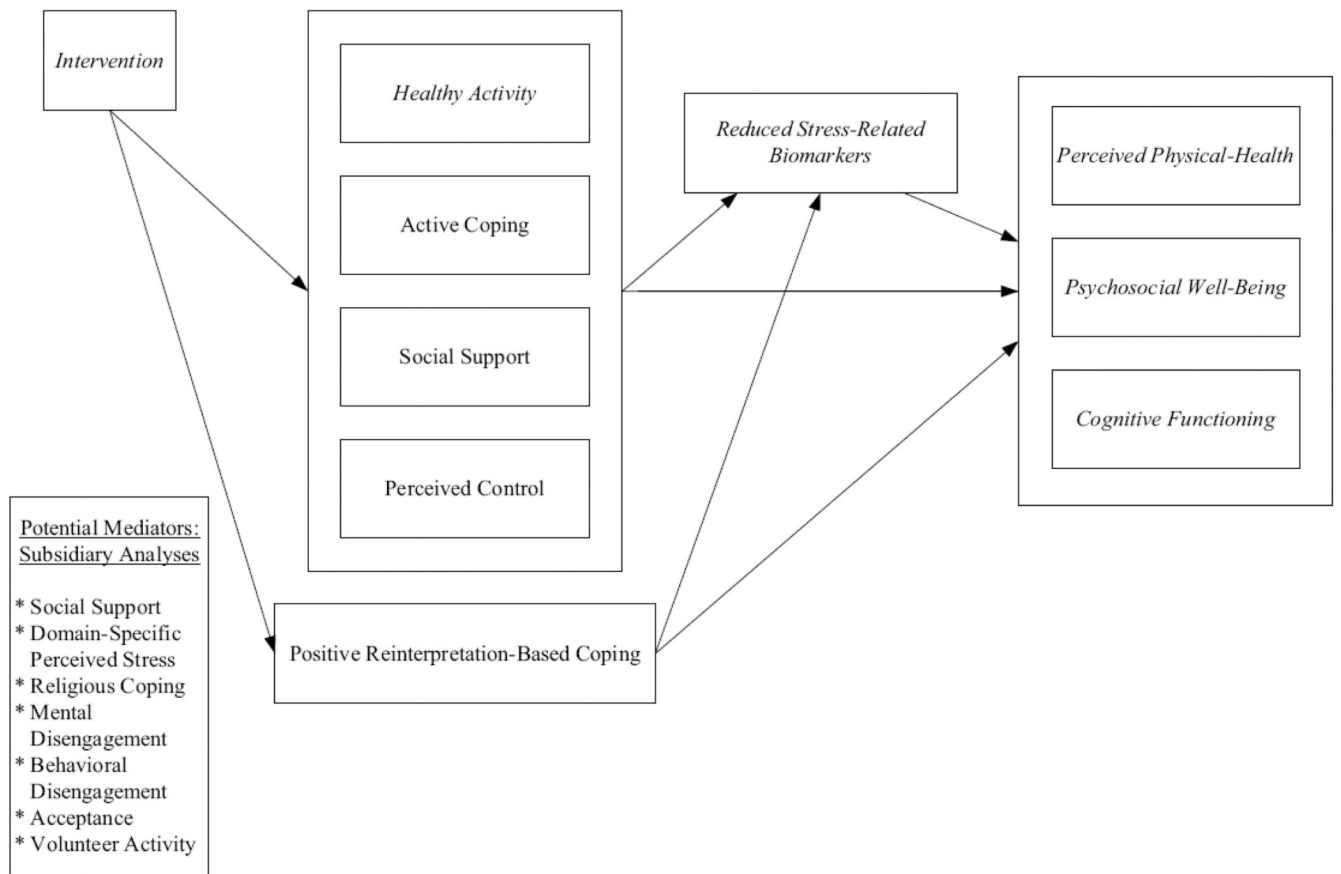 Intervention
Healthy Activity
Active Coping
Social Support
Perceived Control
Positive Reinterpretation-Based Coping
Reduced Stress-Related
Biomarkers
Perceived Physical-Health
Psychosocial Well-Being
Cognitive Functioning
Potential Mediators:
Subsidiary Analyses
* Social Support
* Domain-Specific
Perceived Stress
* Religious Coping
* Mental
Disengagement
* Behavioral
Disengagement
* Acceptance
* Volunteer Activity